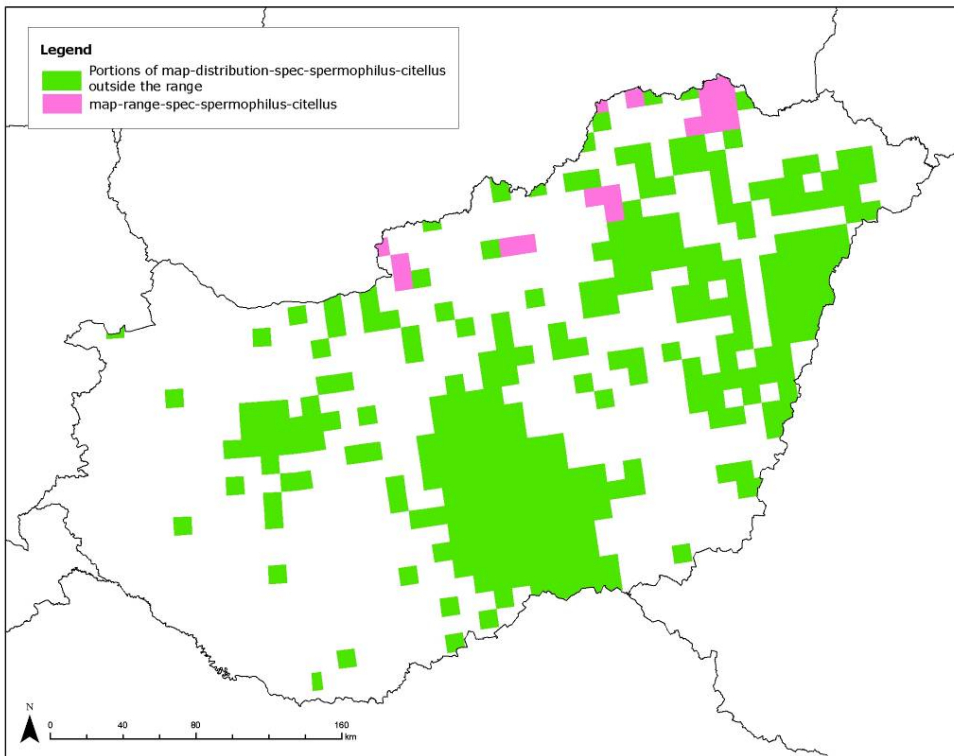 Legend
Portions of map-distribution-spec-spermophilus-citellus
outside the range
map-range-spec-spermophilus-citellus
N
0 40 80 160
km